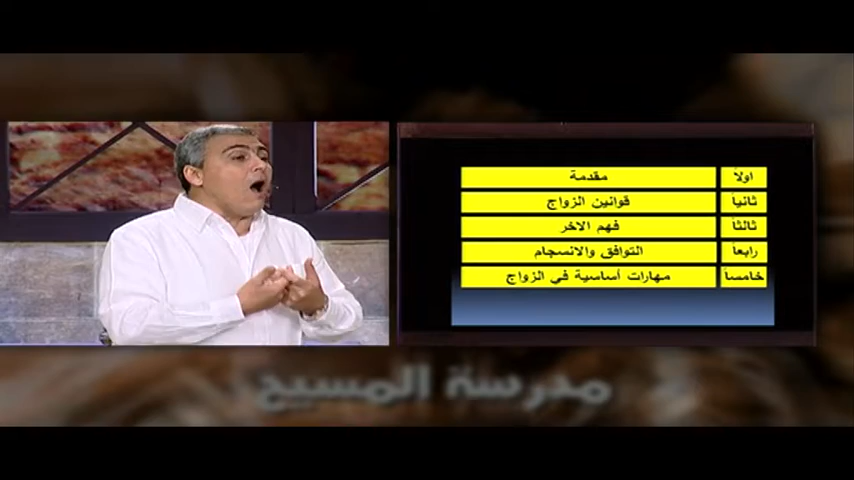 اولاً مقدمة
ثانياً قوانين الزواج
ثالثاً فهم الاخر
رابعاً التوافق والانسجام
خامساً مهارات أساسية في الزواج
مدرسة المسيح